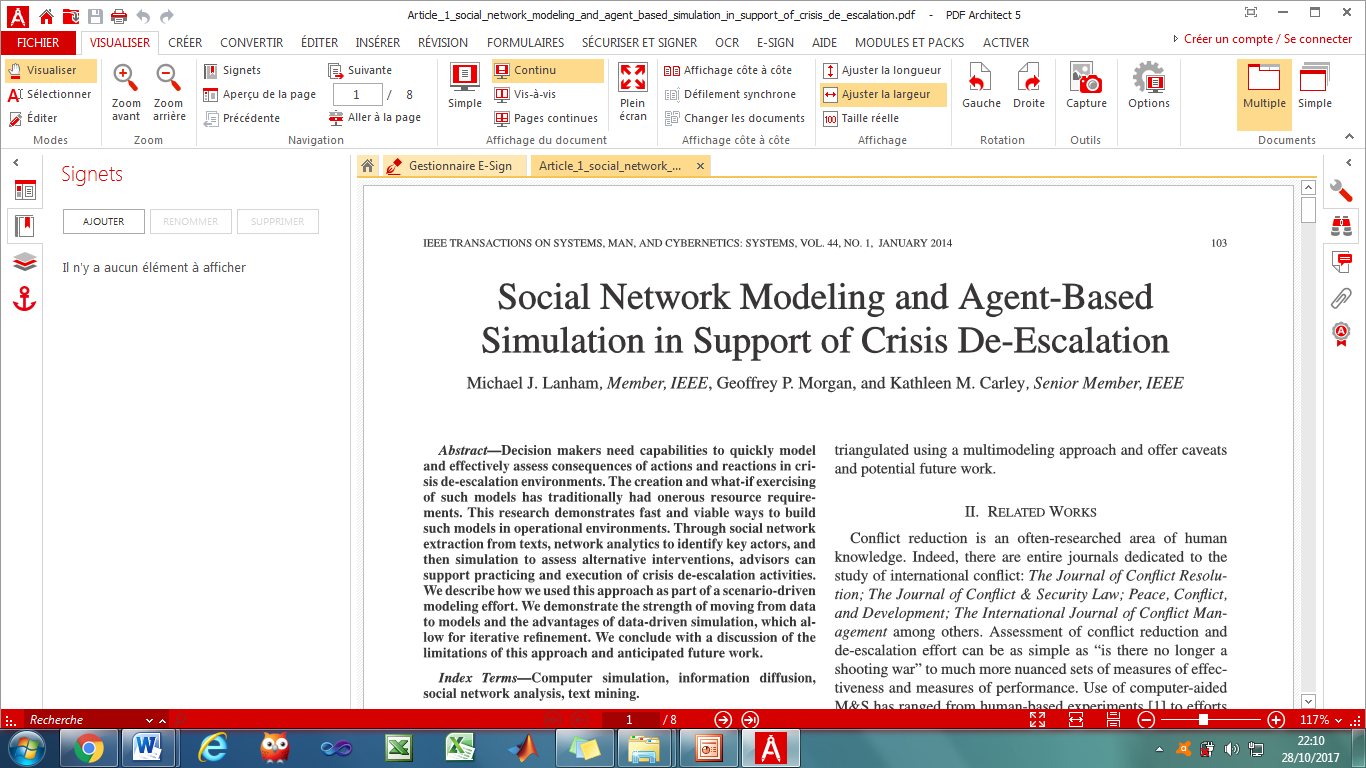 Article_1_social_network_modeling_and_agent_based_simulation_in_support_of_crisis_de_escalation.pdf - PDF Architect 5
FICHIER VISUALISER CRÉER CONVERTIR ÉDITER INSÉRER RÉVISION FORMULAIRES SÉCURISER ET SIGNER OCR E-SIGN AIDE MODULES ET PACKS ACTIVER Créer un compte / Se connecter
Visualiser
Sélectionner
Éditer
Modes
Zoom avant
Zoom arrière
Zoom
Signets
Aperçu de la page
Précédente
Suivante
1 / 8
Aller à la page
Navigation
Simple
Continu
Vis-à-vis
Pages continues
Affichage du document
Plein écran
Affichage côte à côte
Défilement synchrone
Changer les documents
Affichage côte à côte
Ajuster la longueur
Ajuster la largeur
100 Taille réelle
Affichage
Gauche
Droite
Rotation
Capture
Outils
Options
Multiple
Simple
Documents
Signets
AJOUTER RENOMMER SUPPRIMER
Il n'y a aucun élément à afficher
Gestionnaire E-Sign Article_1_social_network_...
IEEE TRANSACTIONS ON SYSTEMS, MAN, AND CYBERNETICS: SYSTEMS, VOL. 44, NO. 1, JANUARY 2014 103
Social Network Modeling and Agent-Based
Simulation in Support of Crisis De-Escalation
Michael J. Lanham, Member, IEEE, Geoffrey P. Morgan, and Kathleen M. Carley, Senior Member, IEEE
Abstract—Decision makers need capabilities to quickly model
and effectively assess consequences of actions and reactions in cri-
sis de-escalation environments. The creation and what-if exercising
of such models has traditionally had onerous resource require-
ments. This research demonstrates fast and viable ways to build
such models in operational environments. Through social network
extraction from texts, network analytics to identify key actors, and
then simulation to assess alternative interventions, advisors can
support practicing and execution of crisis de-escalation activities.
We describe how we used this approach as part of a scenario-driven
modeling effort. We demonstrate the strength of moving from data
to models and the advantages of data-driven simulation, which al-
low for iterative refinement. We conclude with a discussion of the
limitations of this approach and anticipated future work.
Index Terms—Computer simulation, information diffusion,
social network analysis, text mining.
triangulated using a multimodeling approach and offer caveats
and potential future work.
II. RELATED WORKS
Conflict reduction is an often-researched area of human
knowledge. Indeed, there are entire journals dedicated to the
study of international conflict: The Journal of Conflict Resolu-
tion; The Journal of Conflict & Security Law; Peace, Conflict,
and Development; The International Journal of Conflict Man-
agement among others. Assessment of conflict reduction and
de-escalation effort can be as simple as “is there no longer a
shooting war” to much more nuanced sets of measures of effec-
tiveness and measures of performance. Use of computer-aided
M&S has ranged from human-based experiments [1] to efforts
Recherche 1 / 8 117%
22:10
28/10/2017